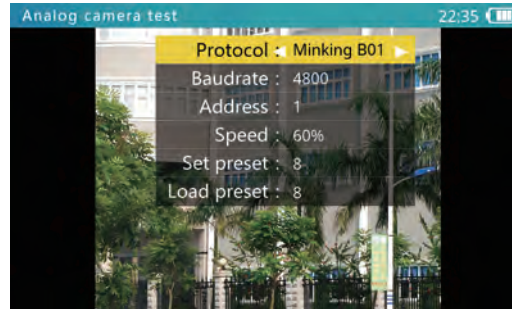 Analog camera test 22:35
Protocol : Minking B01
Baudrate : 4800
Address : 1
Speed : 60%
Set preset : 8
Load preset : 8